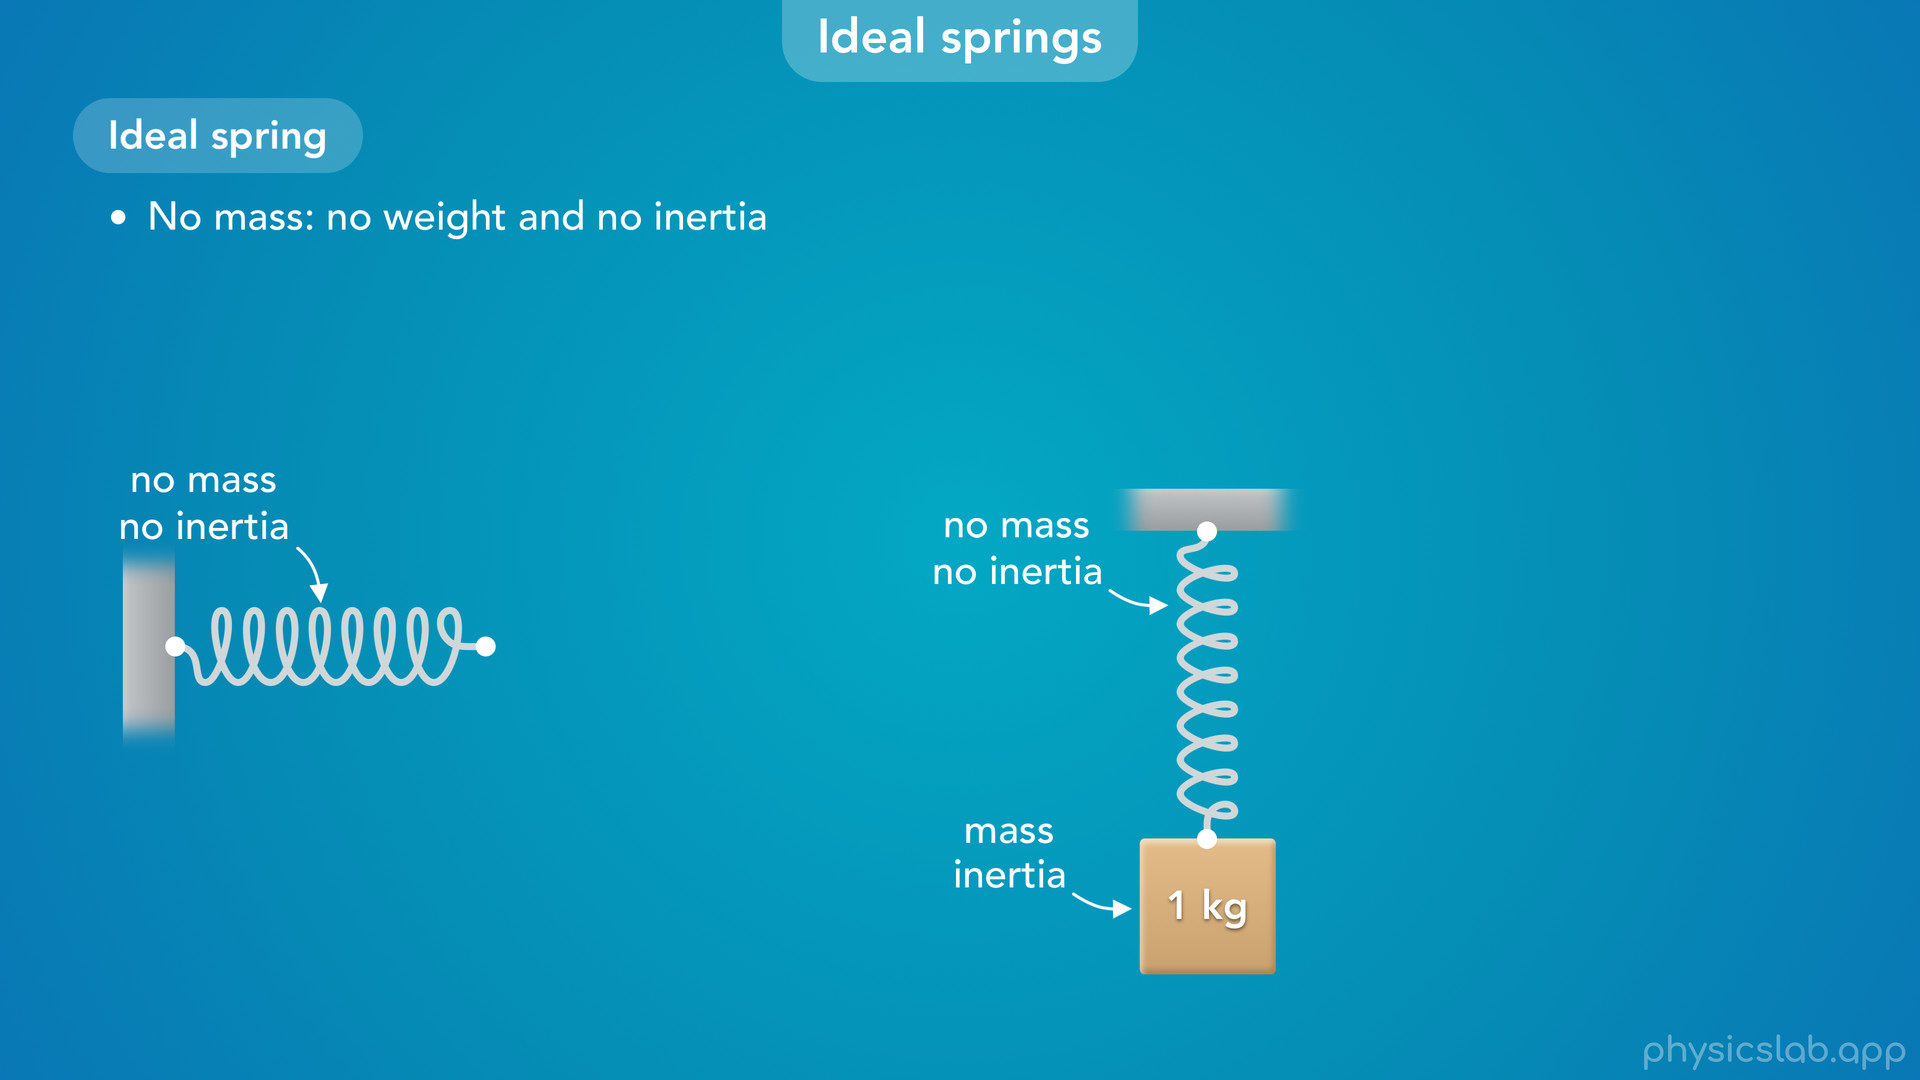 Ideal springs
Ideal spring
• No mass: no weight and no inertia
no mass
no inertia
no mass
no inertia
mass
inertia
1 kg
physicslab.app